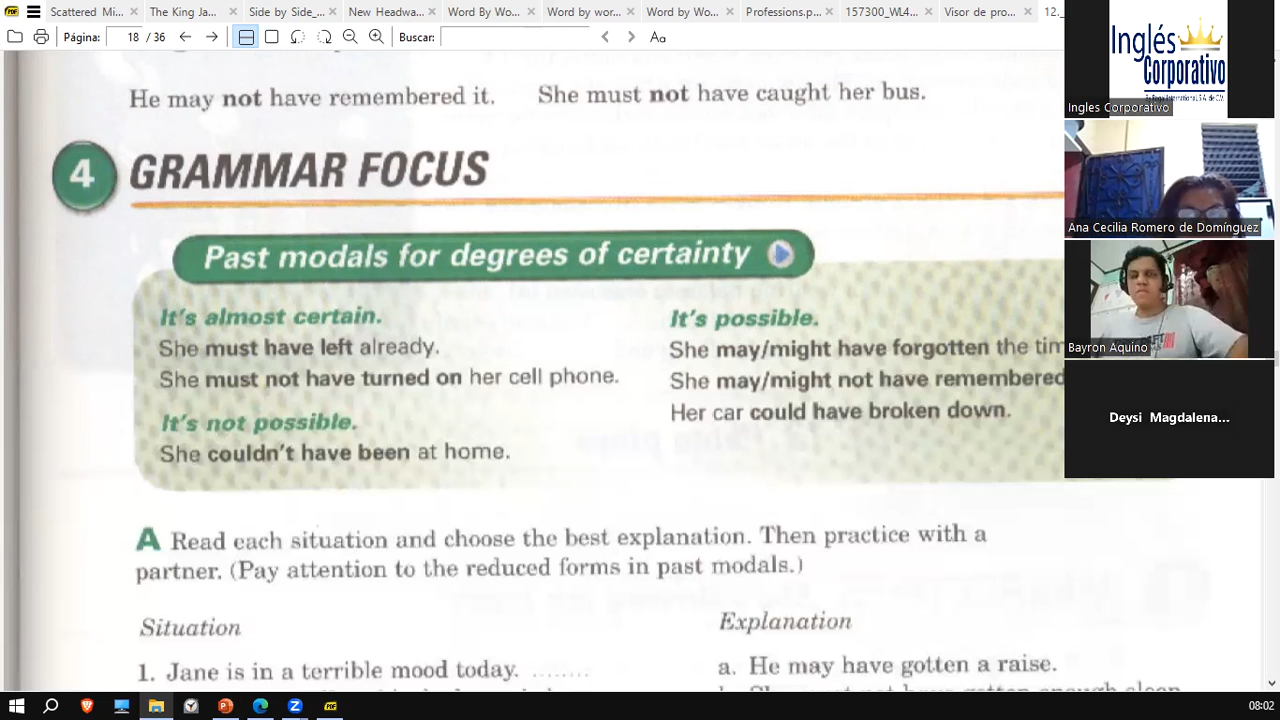 Scattered Mi...
The King Ja...
Side by Side_...
New Headwa...
Word By Wo...
Word by wor...
Word by Wo...
Professions.p...
157300_WL4...
Visor de pro...
12._
Página:
18 / 36
Buscar:
Aa
He may not have remembered it. She must not have caught her bus.
4 GRAMMAR FOCUS
Past modals for degrees of certainty
It's almost certain.
She must have left already.
She must not have turned on her cell phone.
It's not possible.
She couldn't have been at home.
It's possible.
She may/might have forgotten the tim
She may/might not have remembered
Her car could have broken down.
A Read each situation and choose the best explanation. Then practice with a
partner. (Pay attention to the reduced forms in past modals.)
Situation
1. Jane is in a terrible mood today. ........
Explanation
a. He may have gotten a raise.
Inglés
Corporativo
Ingles Corporativo
Ana Cecilia Romero de Domínguez
Bayron Aquino
Deysi Magdalena...
08:02